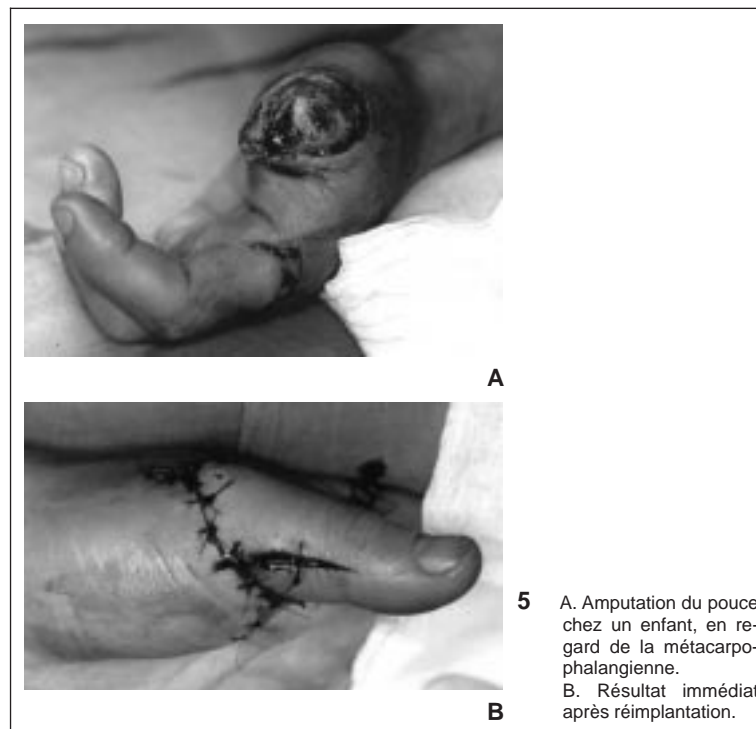 A
B
5 A. Amputation du pouce
chez un enfant, en re-
gard de la métacarpo-
phalangienne.
B. Résultat immédiat
après réimplantation.